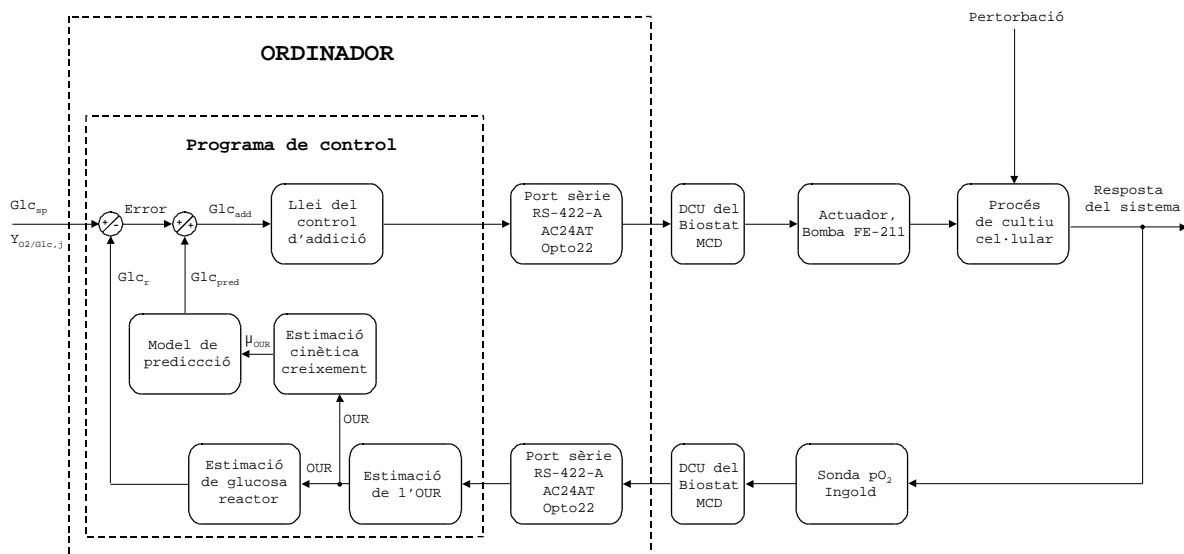 Pertorbació
ORDINADOR
Programa de control
Glc_sp
Y_O2/Glc,j
+/-
Error
+/+
Glc_add
Llei del
control
d'addició
Port sèrie
RS-422-A
AC24AT
Opto22
DCU del
Biostat
MCD
Actuador,
Bomba FE-211
Procés
de cultiu
cel·lular
Resposta
del sistema
Glc_r
Glc_pred
Model de
prediccció
μ_OUR
Estimació
cinètica
creixement
OUR
Estimació
de glucosa
reactor
OUR
Estimació
de l'OUR
Port sèrie
RS-422-A
AC24AT
Opto22
DCU del
Biostat
MCD
Sonda pO₂
Ingold